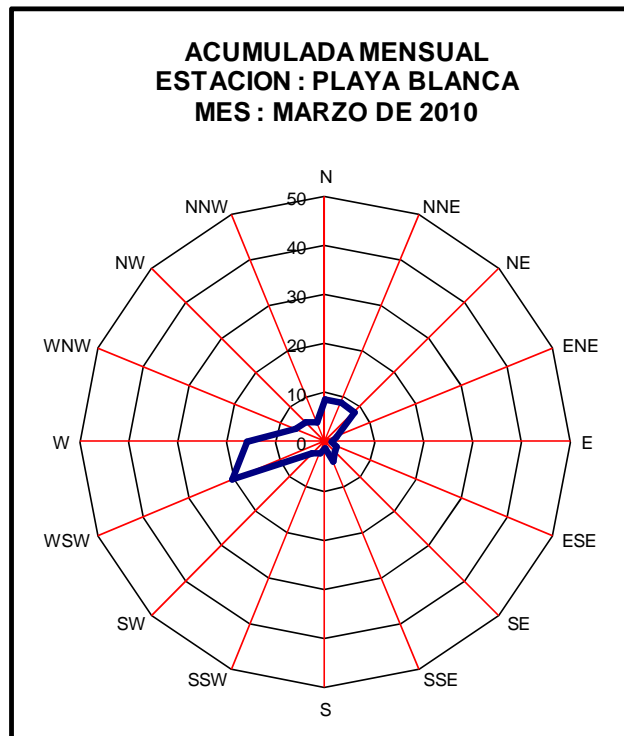 ACUMULADA MENSUAL
ESTACION : PLAYA BLANCA
MES : MARZO DE 2010
N
NNE
NE
ENE
E
ESE
SE
SSE
S
SSW
SW
WSW
W
WNW
NW
NNW
50
40
30
20
10
0